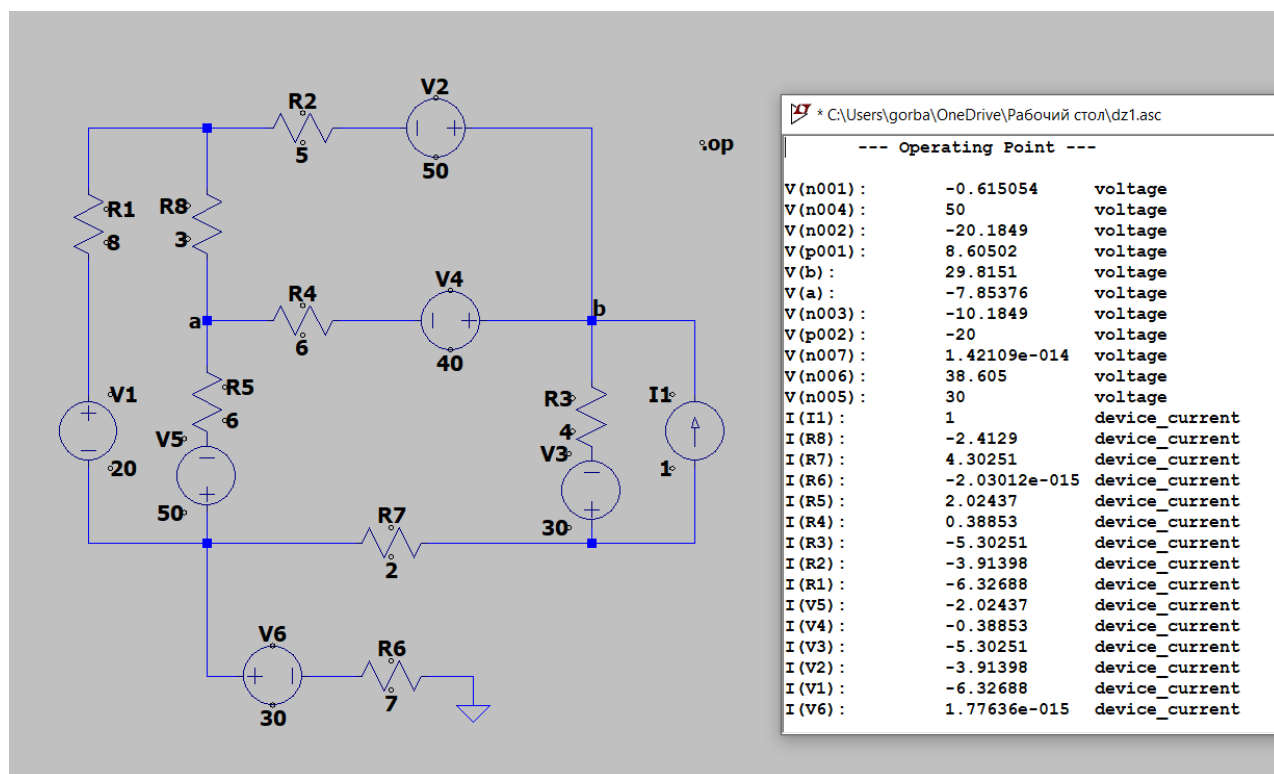 V2
R2
5
50
.op
R1
8
R8
3
V4
R4
a
b
6
40
V1
20
R5
6
V5
50
R3
4
V3
30
I1
1
R7
2
V6
30
R6
7
* C:\Users\gorba\OneDrive\Рабочий стол\dz1.asc
--- Operating Point ---
V(n001): -0.615054 voltage
V(n004): 50 voltage
V(n002): -20.1849 voltage
V(p001): 8.60502 voltage
V(b): 29.8151 voltage
V(a): -7.85376 voltage
V(n003): -10.1849 voltage
V(p002): -20 voltage
V(n007): 1.42109e-014 voltage
V(n006): 38.605 voltage
V(n005): 30 voltage
I(I1): 1 device_current
I(R8): -2.4129 device_current
I(R7): 4.30251 device_current
I(R6): -2.03012e-015 device_current
I(R5): 2.02437 device_current
I(R4): 0.38853 device_current
I(R3): -5.30251 device_current
I(R2): -3.91398 device_current
I(R1): -6.32688 device_current
I(V5): -2.02437 device_current
I(V4): -0.38853 device_current
I(V3): -5.30251 device_current
I(V2): -3.91398 device_current
I(V1): -6.32688 device_current
I(V6): 1.77636e-015 device_current